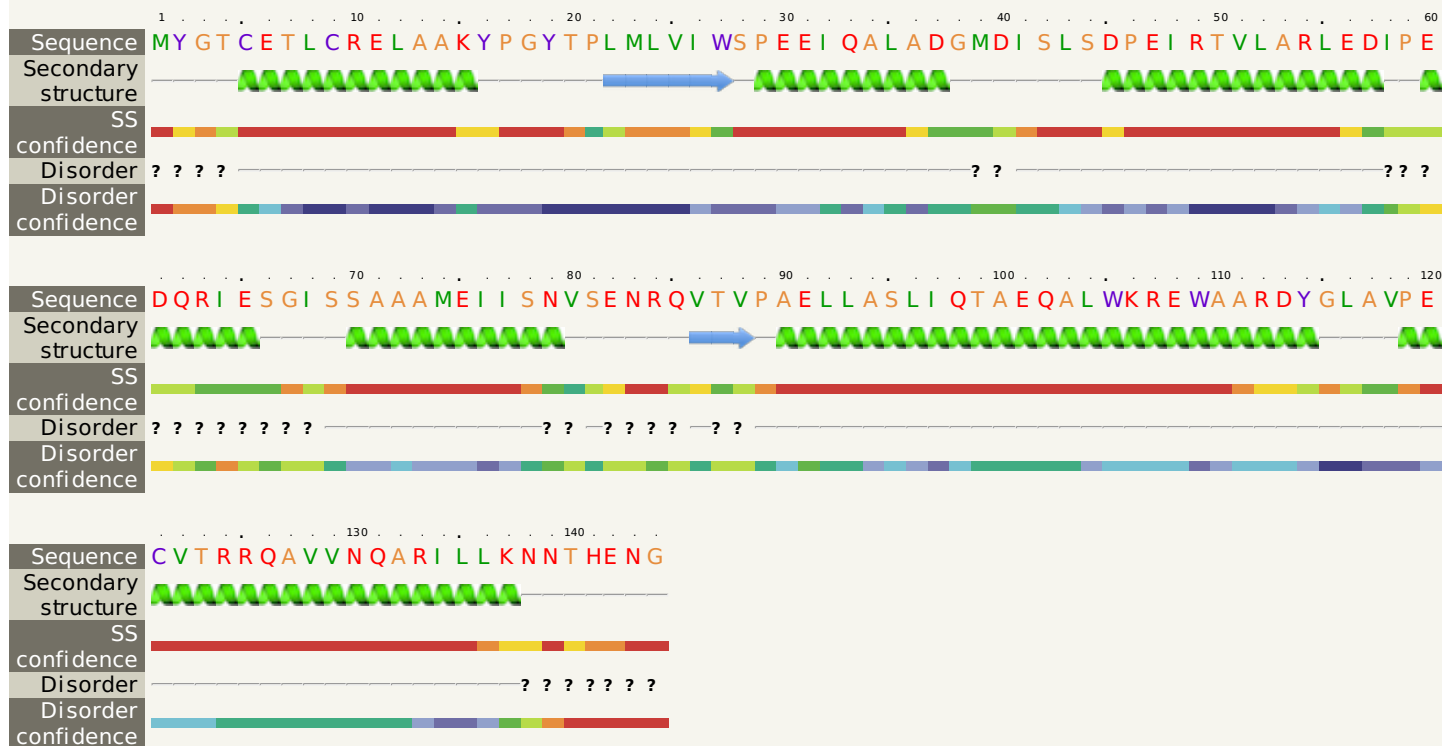 1 . . . . . . . . 10 . . . . . . . . . 20 . . . . . . . . . 30 . . . . . . . . . 40 . . . . . . . . . 50 . . . . . . . . . 60
Sequence M Y G T C E T L C R E L A A K Y P G Y T P L M L V I W S P E E I Q A L A D G M D I S L S D P E I R T V L A R L E D I P E
Secondary
structure
SS
confidence
Disorder ? ? ? ? ? ? ? ? ?
Disorder
confidence
. . . . . . . . . 70 . . . . . . . . . 80 . . . . . . . . . 90 . . . . . . . . . 100 . . . . . . . . . 110 . . . . . . . . . 120
Sequence D Q R I E S G I S S A A A M E I I S N V S E N R Q V T V P A E L L A S L I Q T A E Q A L W K R E W A A R D Y G L A V P E
Secondary
structure
SS
confidence
Disorder ? ? ? ? ? ? ? ? ? ? ? ? ? ? ? ?
Disorder
confidence
. . . . . . . . . 130 . . . . . . . . . 140 . . . .
Sequence C V T R R Q A V V N Q A R I L L K N N T H E N G
Secondary
structure
SS
confidence
Disorder ? ? ? ? ? ? ?
Disorder
confidence